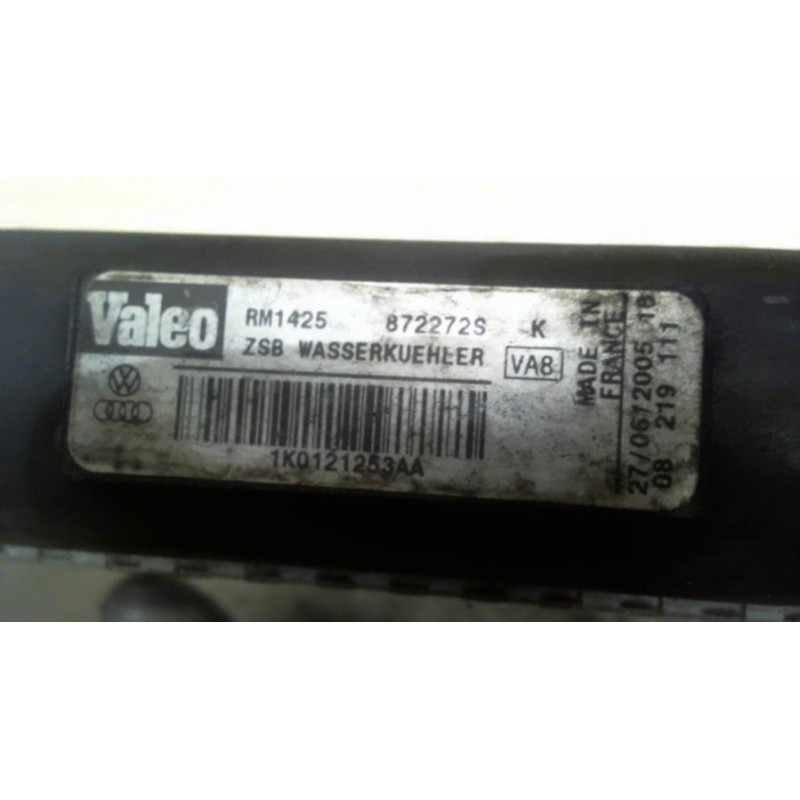 Valeo
RM1425 872272S K
ZSB WASSERKUEHLER VA8
1K0121253AA
MADE IN
FRANCE
27/06/2005 18
08 219 111